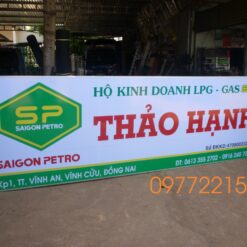 HỘ KINH DOANH LPG - GAS
SP
SAIGON PETRO
THẢO HẠNH
SAIGON PETRO
Kp1, TT. VĨNH AN, VĨNH CỬU, ĐỒNG NAI
09772215